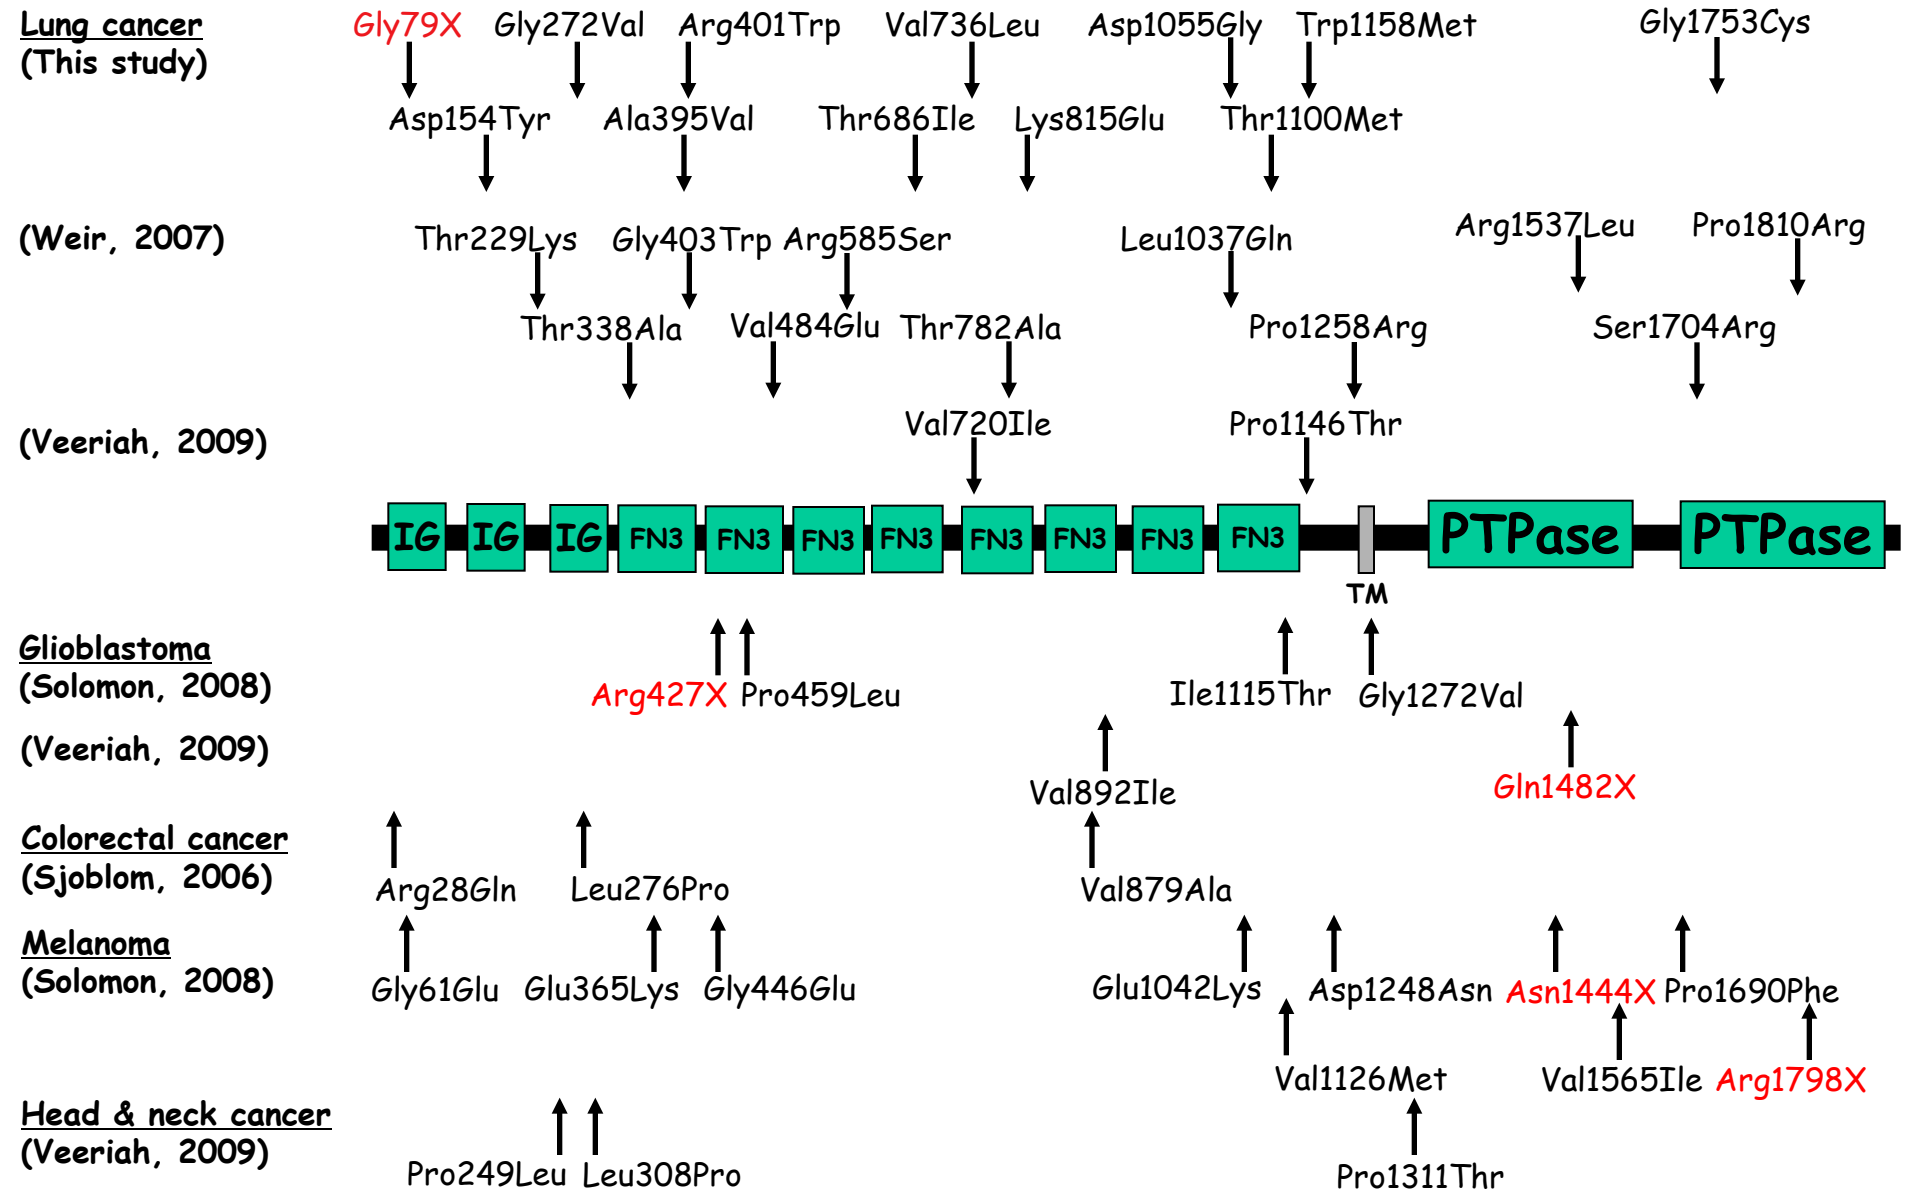 Lung cancer
(This study)
Gly79X Gly272Val Arg401Trp Val736Leu Asp1055Gly Trp1158Met Gly1753Cys
Asp154Tyr Ala395Val Thr686Ile Lys815Glu Thr1100Met
(Weir, 2007)
Thr229Lys Gly403Trp Arg585Ser Leu1037Gln Arg1537Leu Pro1810Arg
Thr338Ala Val484Glu Thr782Ala Pro1258Arg Ser1704Arg
(Veeriah, 2009)
Val720Ile Pro1146Thr
IG IG IG FN3 FN3 FN3 FN3 FN3 FN3 FN3 FN3 PTPase PTPase
TM
Glioblastoma
(Solomon, 2008)
Arg427X Pro459Leu Ile1115Thr Gly1272Val
(Veeriah, 2009)
Val892Ile Gln1482X
Colorectal cancer
(Sjoblom, 2006)
Arg28Gln Leu276Pro Val879Ala
Melanoma
(Solomon, 2008)
Gly61Glu Glu365Lys Gly446Glu Glu1042Lys Asp1248Asn Asn1444X Pro1690Phe
Val1126Met Val1565Ile Arg1798X
Head & neck cancer
(Veeriah, 2009)
Pro249Leu Leu308Pro Pro1311Thr